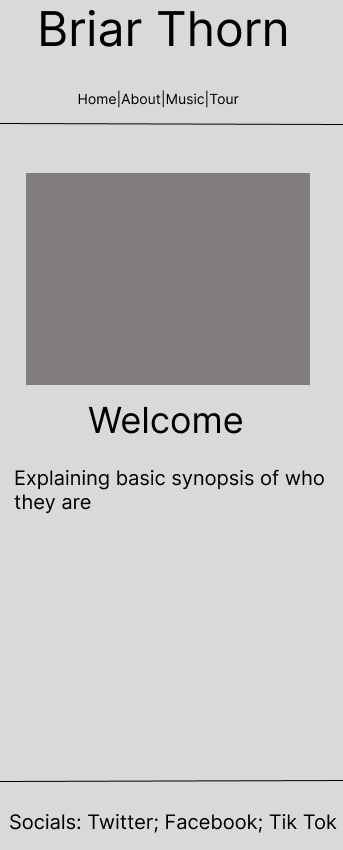 Briar Thorn
Home|About|Music|Tour
Welcome
Explaining basic synopsis of who
they are
Socials: Twitter; Facebook; Tik Tok